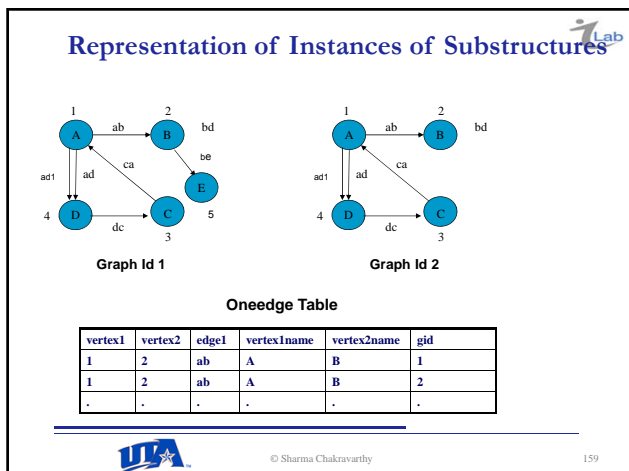 Representation of Instances of Substructures
iLab
1
2
A
ab
B
bd
be
ca
ad1
ad
E
4
D
dc
C
5
3
Graph Id 1
1
2
A
ab
B
bd
ca
ad1
ad
4
D
dc
C
3
Graph Id 2
Oneedge Table
vertex1 vertex2 edge1 vertex1name vertex2name gid
1 2 ab A B 1
1 2 ab A B 2
. . . . . .
UTA
© Sharma Chakravarthy
159